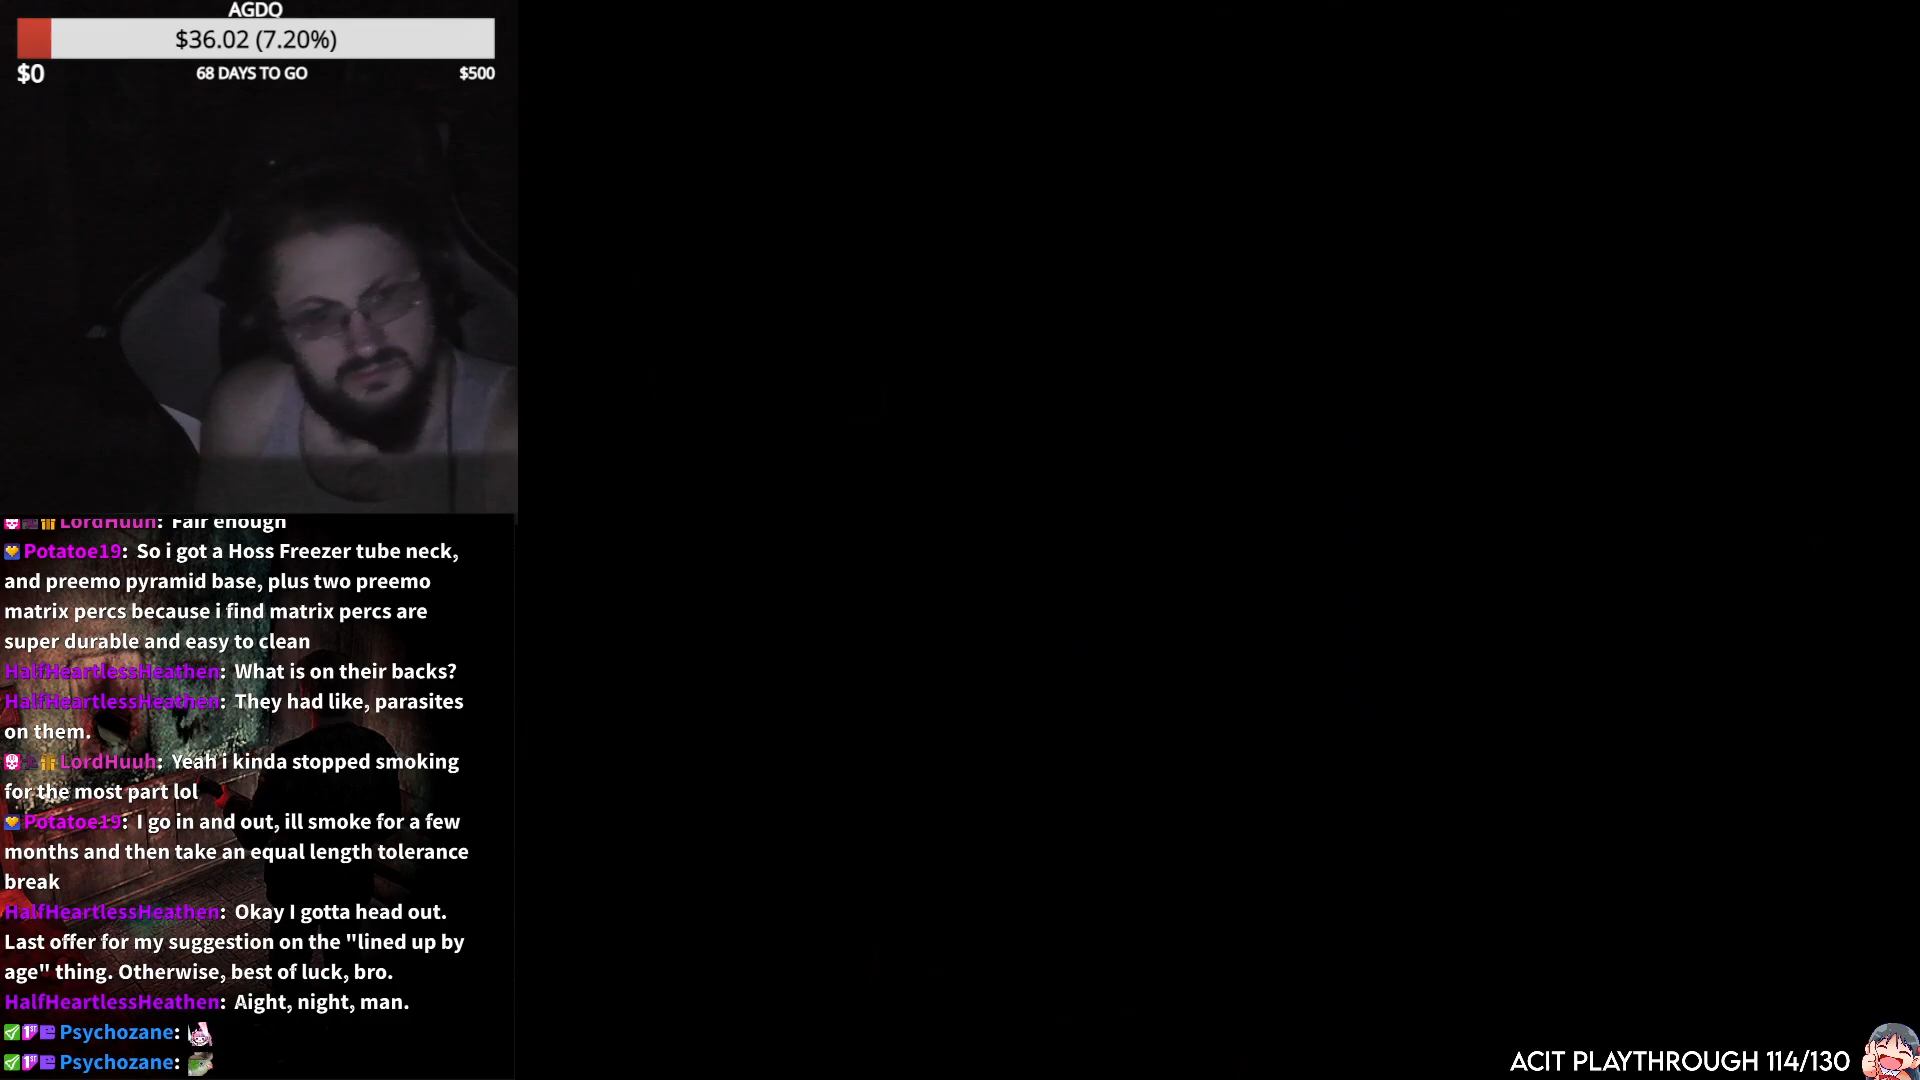 AGDQ
$36.02 (7.20%)
$0 68 DAYS TO GO $500
LordHuuh: Fair enough
Potatoe19: So i got a Hoss Freezer tube neck,
and preemo pyramid base, plus two preemo
matrix percs because i find matrix percs are
super durable and easy to clean
HalfHeartlessHeathen: What is on their backs?
HalfHeartlessHeathen: They had like, parasites
on them.
LordHuuh: Yeah i kinda stopped smoking
for the most part lol
Potatoe19: I go in and out, ill smoke for a few
months and then take an equal length tolerance
break
HalfHeartlessHeathen: Okay I gotta head out.
Last offer for my suggestion on the "lined up by
age" thing. Otherwise, best of luck, bro.
HalfHeartlessHeathen: Aight, night, man.
1ST Psychozane:
1ST Psychozane:
ACIT PLAYTHROUGH 114/130